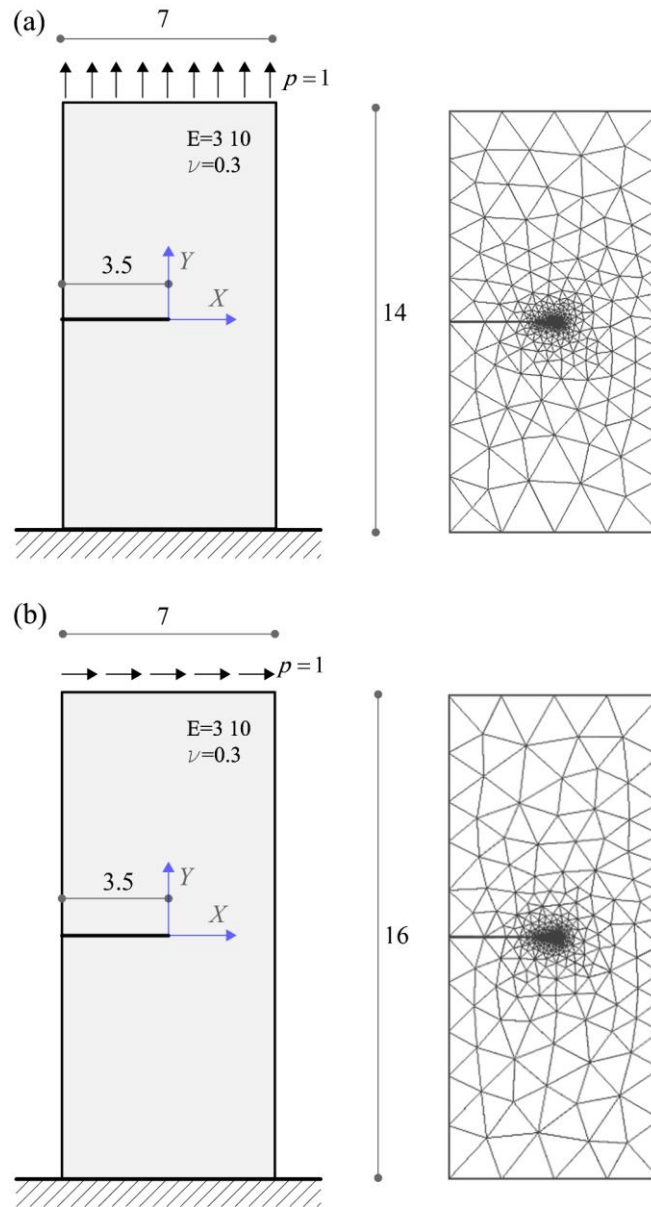 (a)
7
p = 1
E=3 10
ν=0.3
3.5
Y
X
14
(b)
7
p = 1
E=3 10
ν=0.3
3.5
Y
X
16